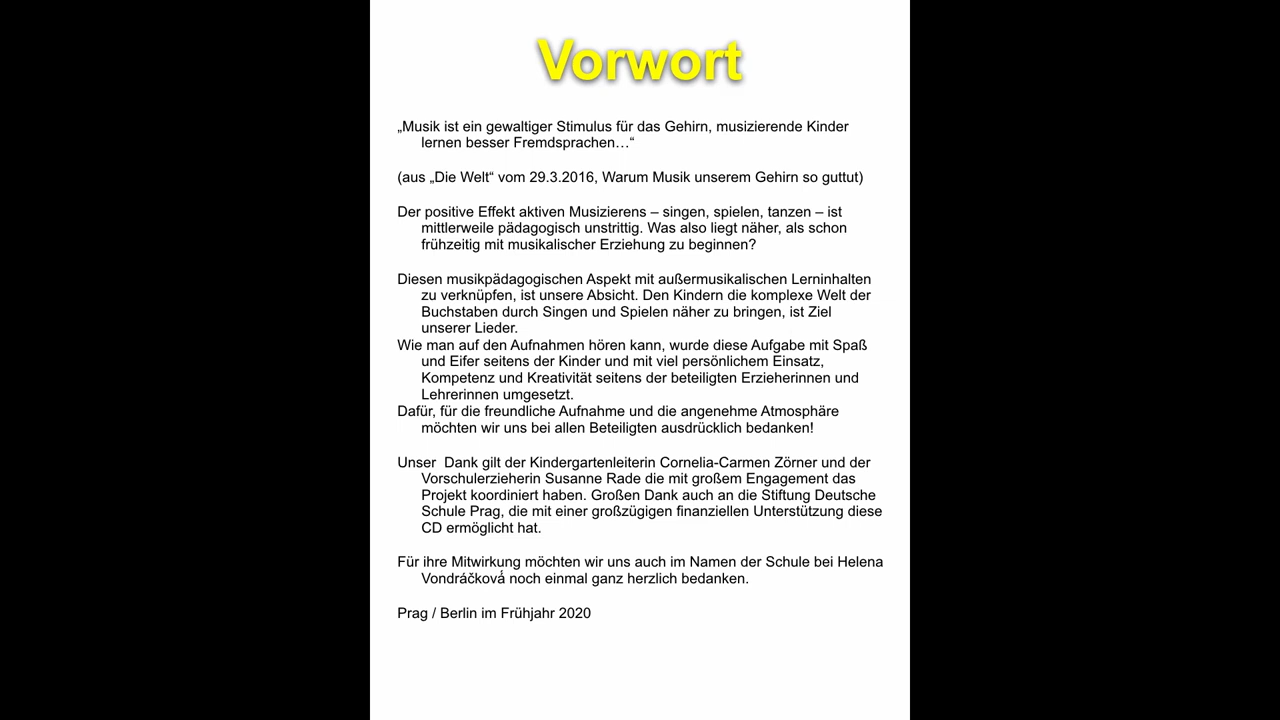 Vorwort
„Musik ist ein gewaltiger Stimulus für das Gehirn, musizierende Kinder
lernen besser Fremdsprachen…“
(aus „Die Welt“ vom 29.3.2016, Warum Musik unserem Gehirn so guttut)
Der positive Effekt aktiven Musizierens – singen, spielen, tanzen – ist
mittlerweile pädagogisch unstrittig. Was also liegt näher, als schon
frühzeitig mit musikalischer Erziehung zu beginnen?
Diesen musikpädagogischen Aspekt mit außermusikalischen Lerninhalten
zu verknüpfen, ist unsere Absicht. Den Kindern die komplexe Welt der
Buchstaben durch Singen und Spielen näher zu bringen, ist Ziel
unserer Lieder.
Wie man auf den Aufnahmen hören kann, wurde diese Aufgabe mit Spaß
und Eifer seitens der Kinder und mit viel persönlichem Einsatz,
Kompetenz und Kreativität seitens der beteiligten Erzieherinnen und
Lehrerinnen umgesetzt.
Dafür, für die freundliche Aufnahme und die angenehme Atmosphäre
möchten wir uns bei allen Beteiligten ausdrücklich bedanken!
Unser  Dank gilt der Kindergartenleiterin Cornelia-Carmen Zörner und der
Vorschulerzieherin Susanne Rade die mit großem Engagement das
Projekt koordiniert haben. Großen Dank auch an die Stiftung Deutsche
Schule Prag, die mit einer großzügigen finanziellen Unterstützung diese
CD ermöglicht hat.
Für ihre Mitwirkung möchten wir uns auch im Namen der Schule bei Helena
Vondráčková́ noch einmal ganz herzlich bedanken.
Prag / Berlin im Frühjahr 2020